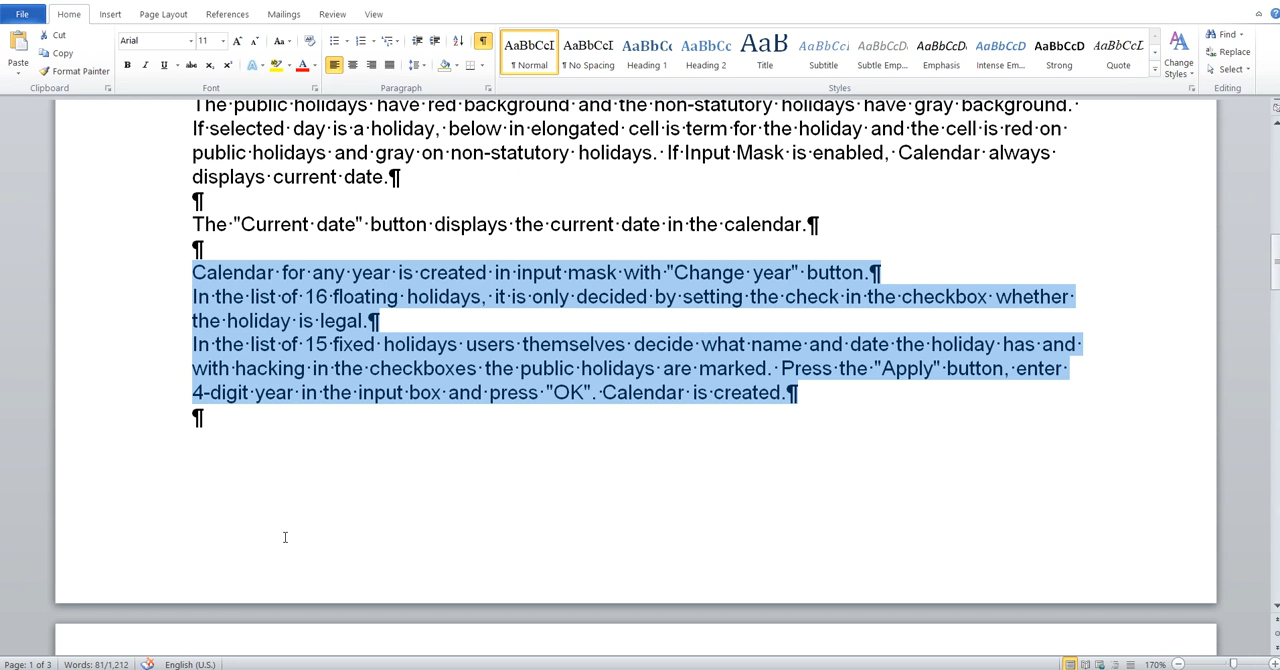 File Home Insert Page Layout References Mailings Review View
Paste Cut Copy Format Painter
Arial 11
AaBbCcI AaBbCcI AaBbCc AaBbCc AaB AaBbCcI AaBbCcD AaBbCcD AaBbCcD AaBbCcD AaBbCcL
¶ Normal ¶ No Spacing Heading 1 Heading 2 Title Subtitle Subtle Em... Emphasis Intense Em... Strong Quote
Change Styles
Find Replace Select
Clipboard Font Paragraph Styles Editing
The public holidays have red background and the non-statutory holidays have gray background.
If selected day is a holiday, below in elongated cell is term for the holiday and the cell is red on
public holidays and gray on non-statutory holidays. If Input Mask is enabled, Calendar always
displays current date.¶
¶
The "Current date" button displays the current date in the calendar.¶
¶
Calendar for any year is created in input mask with "Change year" button.¶
In the list of 16 floating holidays, it is only decided by setting the check in the checkbox whether
the holiday is legal.¶
In the list of 15 fixed holidays users themselves decide what name and date the holiday has and
with hacking in the checkboxes the public holidays are marked. Press the "Apply" button, enter
4-digit year in the input box and press "OK". Calendar is created.¶
¶
Page: 1 of 3 Words: 81/1,212 English (U.S.) 170%